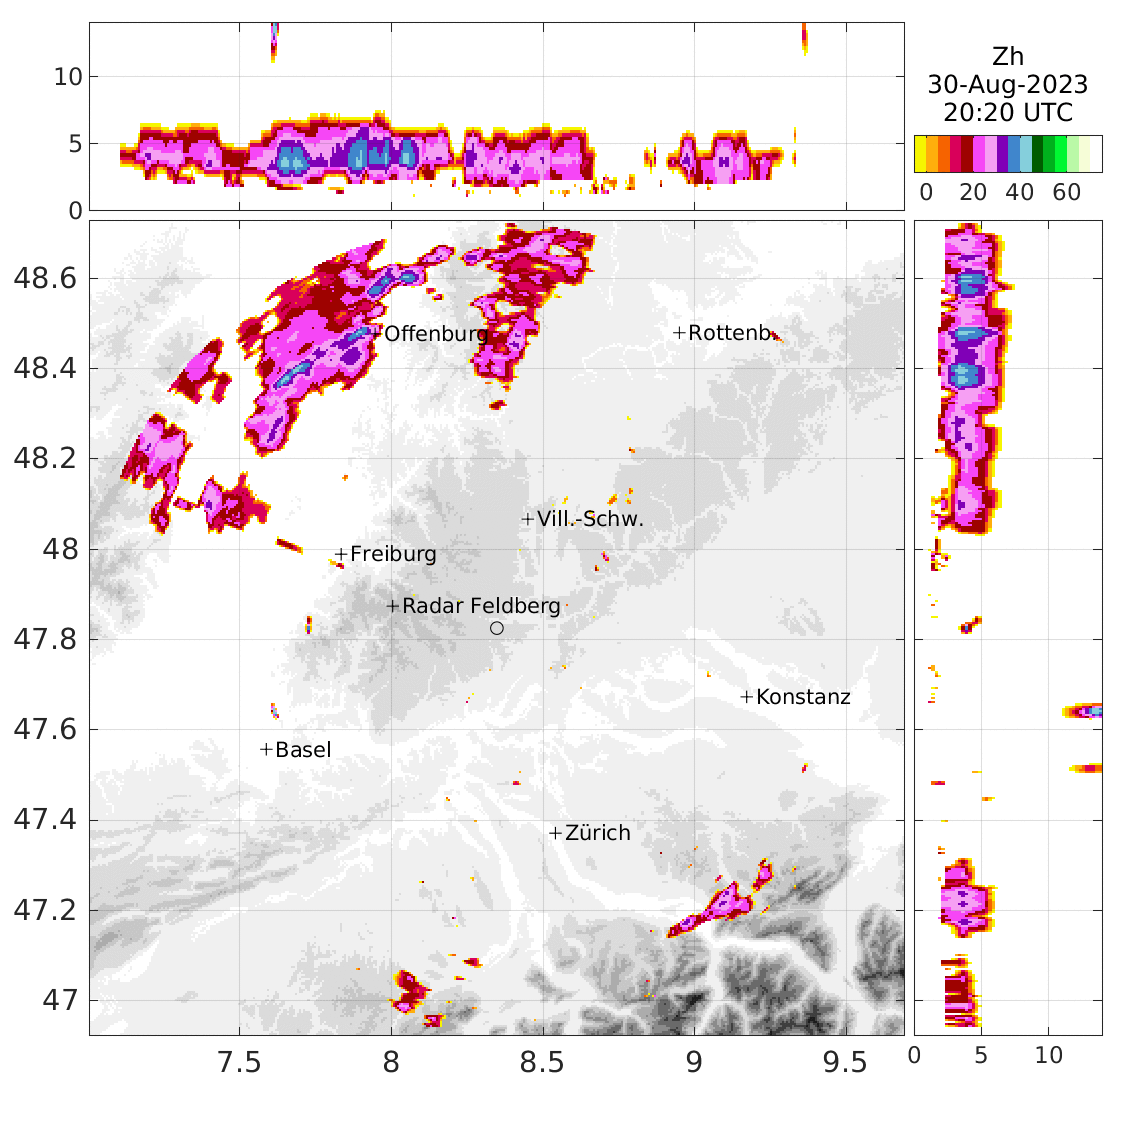 Zh
30-Aug-2023
20:20 UTC
0 20 40 60
10
5
0
48.6
48.4
48.2
48
47.8
47.6
47.4
47.2
47
Offenburg
Rottenb.
Vill.-Schw.
Freiburg
Radar Feldberg
Konstanz
Basel
Zürich
7.5 8 8.5 9 9.5
0 5 10